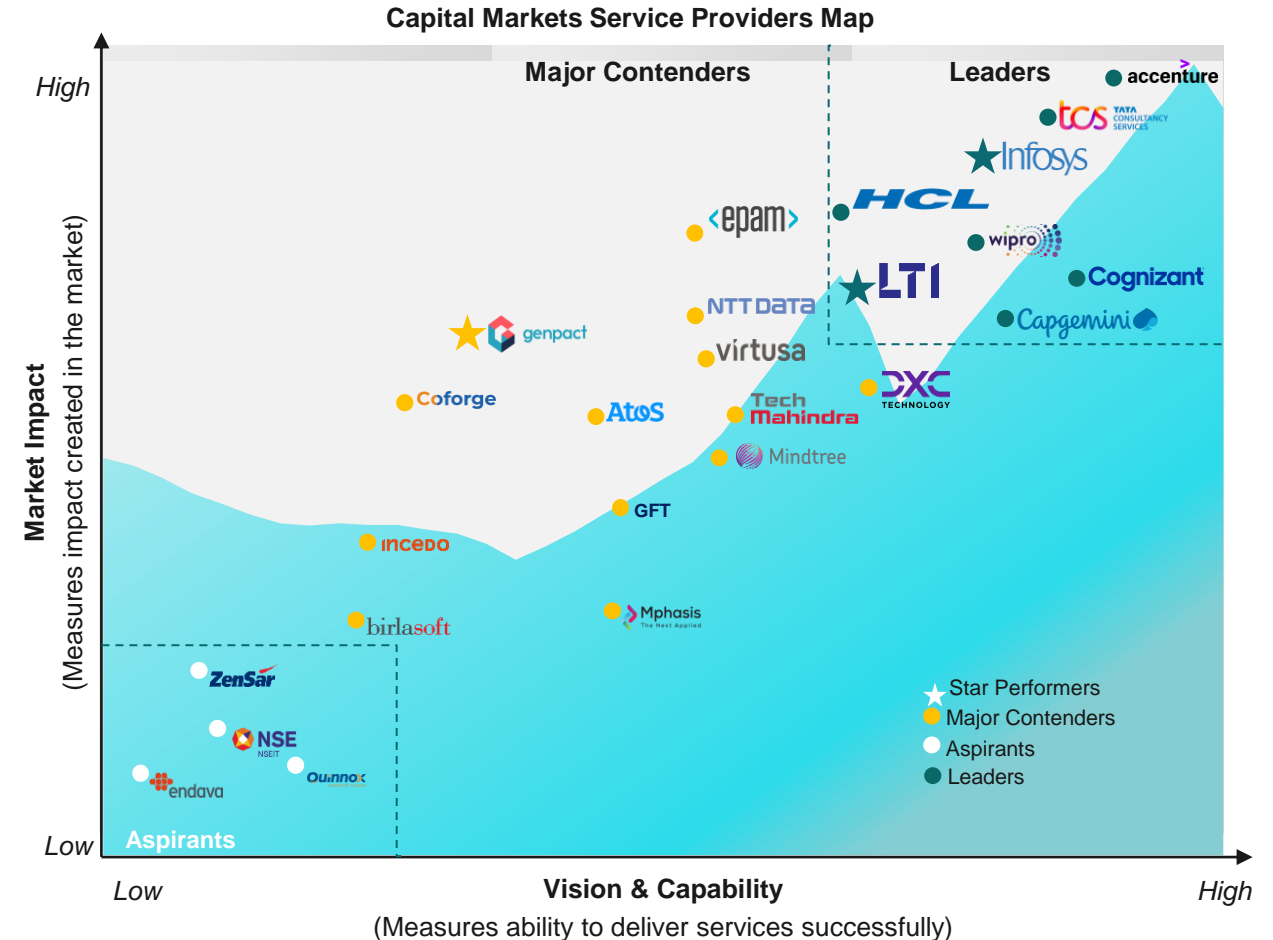 Capital Markets Service Providers Map
High
Major Contenders
Leaders
accenture
tcs TATA
CONSULTANCY
SERVICES
Infosys
HCL
<epam>
wipro
LTI
Cognizant
NTT DATA
Capgemini
genpact
virtusa
DXC
TECHNOLOGY
Coforge
Atos
Tech
Mahindra
Mindtree
GFT
INCEDO
Mphasis
The Next Applied
birlasoft
ZenSar
NSE
NSEIT
Quinnox
endava
Aspirants
Star Performers
Major Contenders
Aspirants
Leaders
Market Impact
(Measures impact created in the market)
Low
Low
Vision & Capability
High
(Measures ability to deliver services successfully)